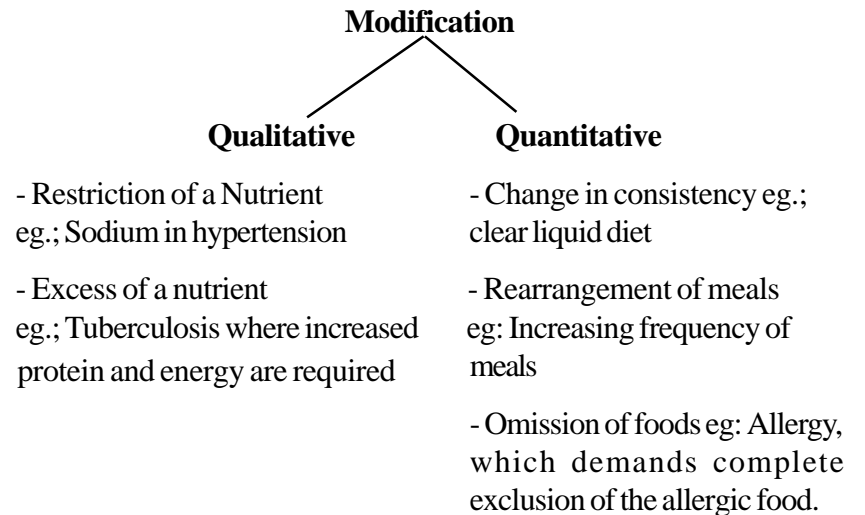 Modification
Qualitative
- Restriction of a Nutrient
eg.; Sodium in hypertension
- Excess of a nutrient
eg.; Tuberculosis where increased
protein and energy are required
Quantitative
- Change in consistency eg.;
clear liquid diet
- Rearrangement of meals
eg: Increasing frequency of
meals
- Omission of foods eg: Allergy,
which demands complete
exclusion of the allergic food.